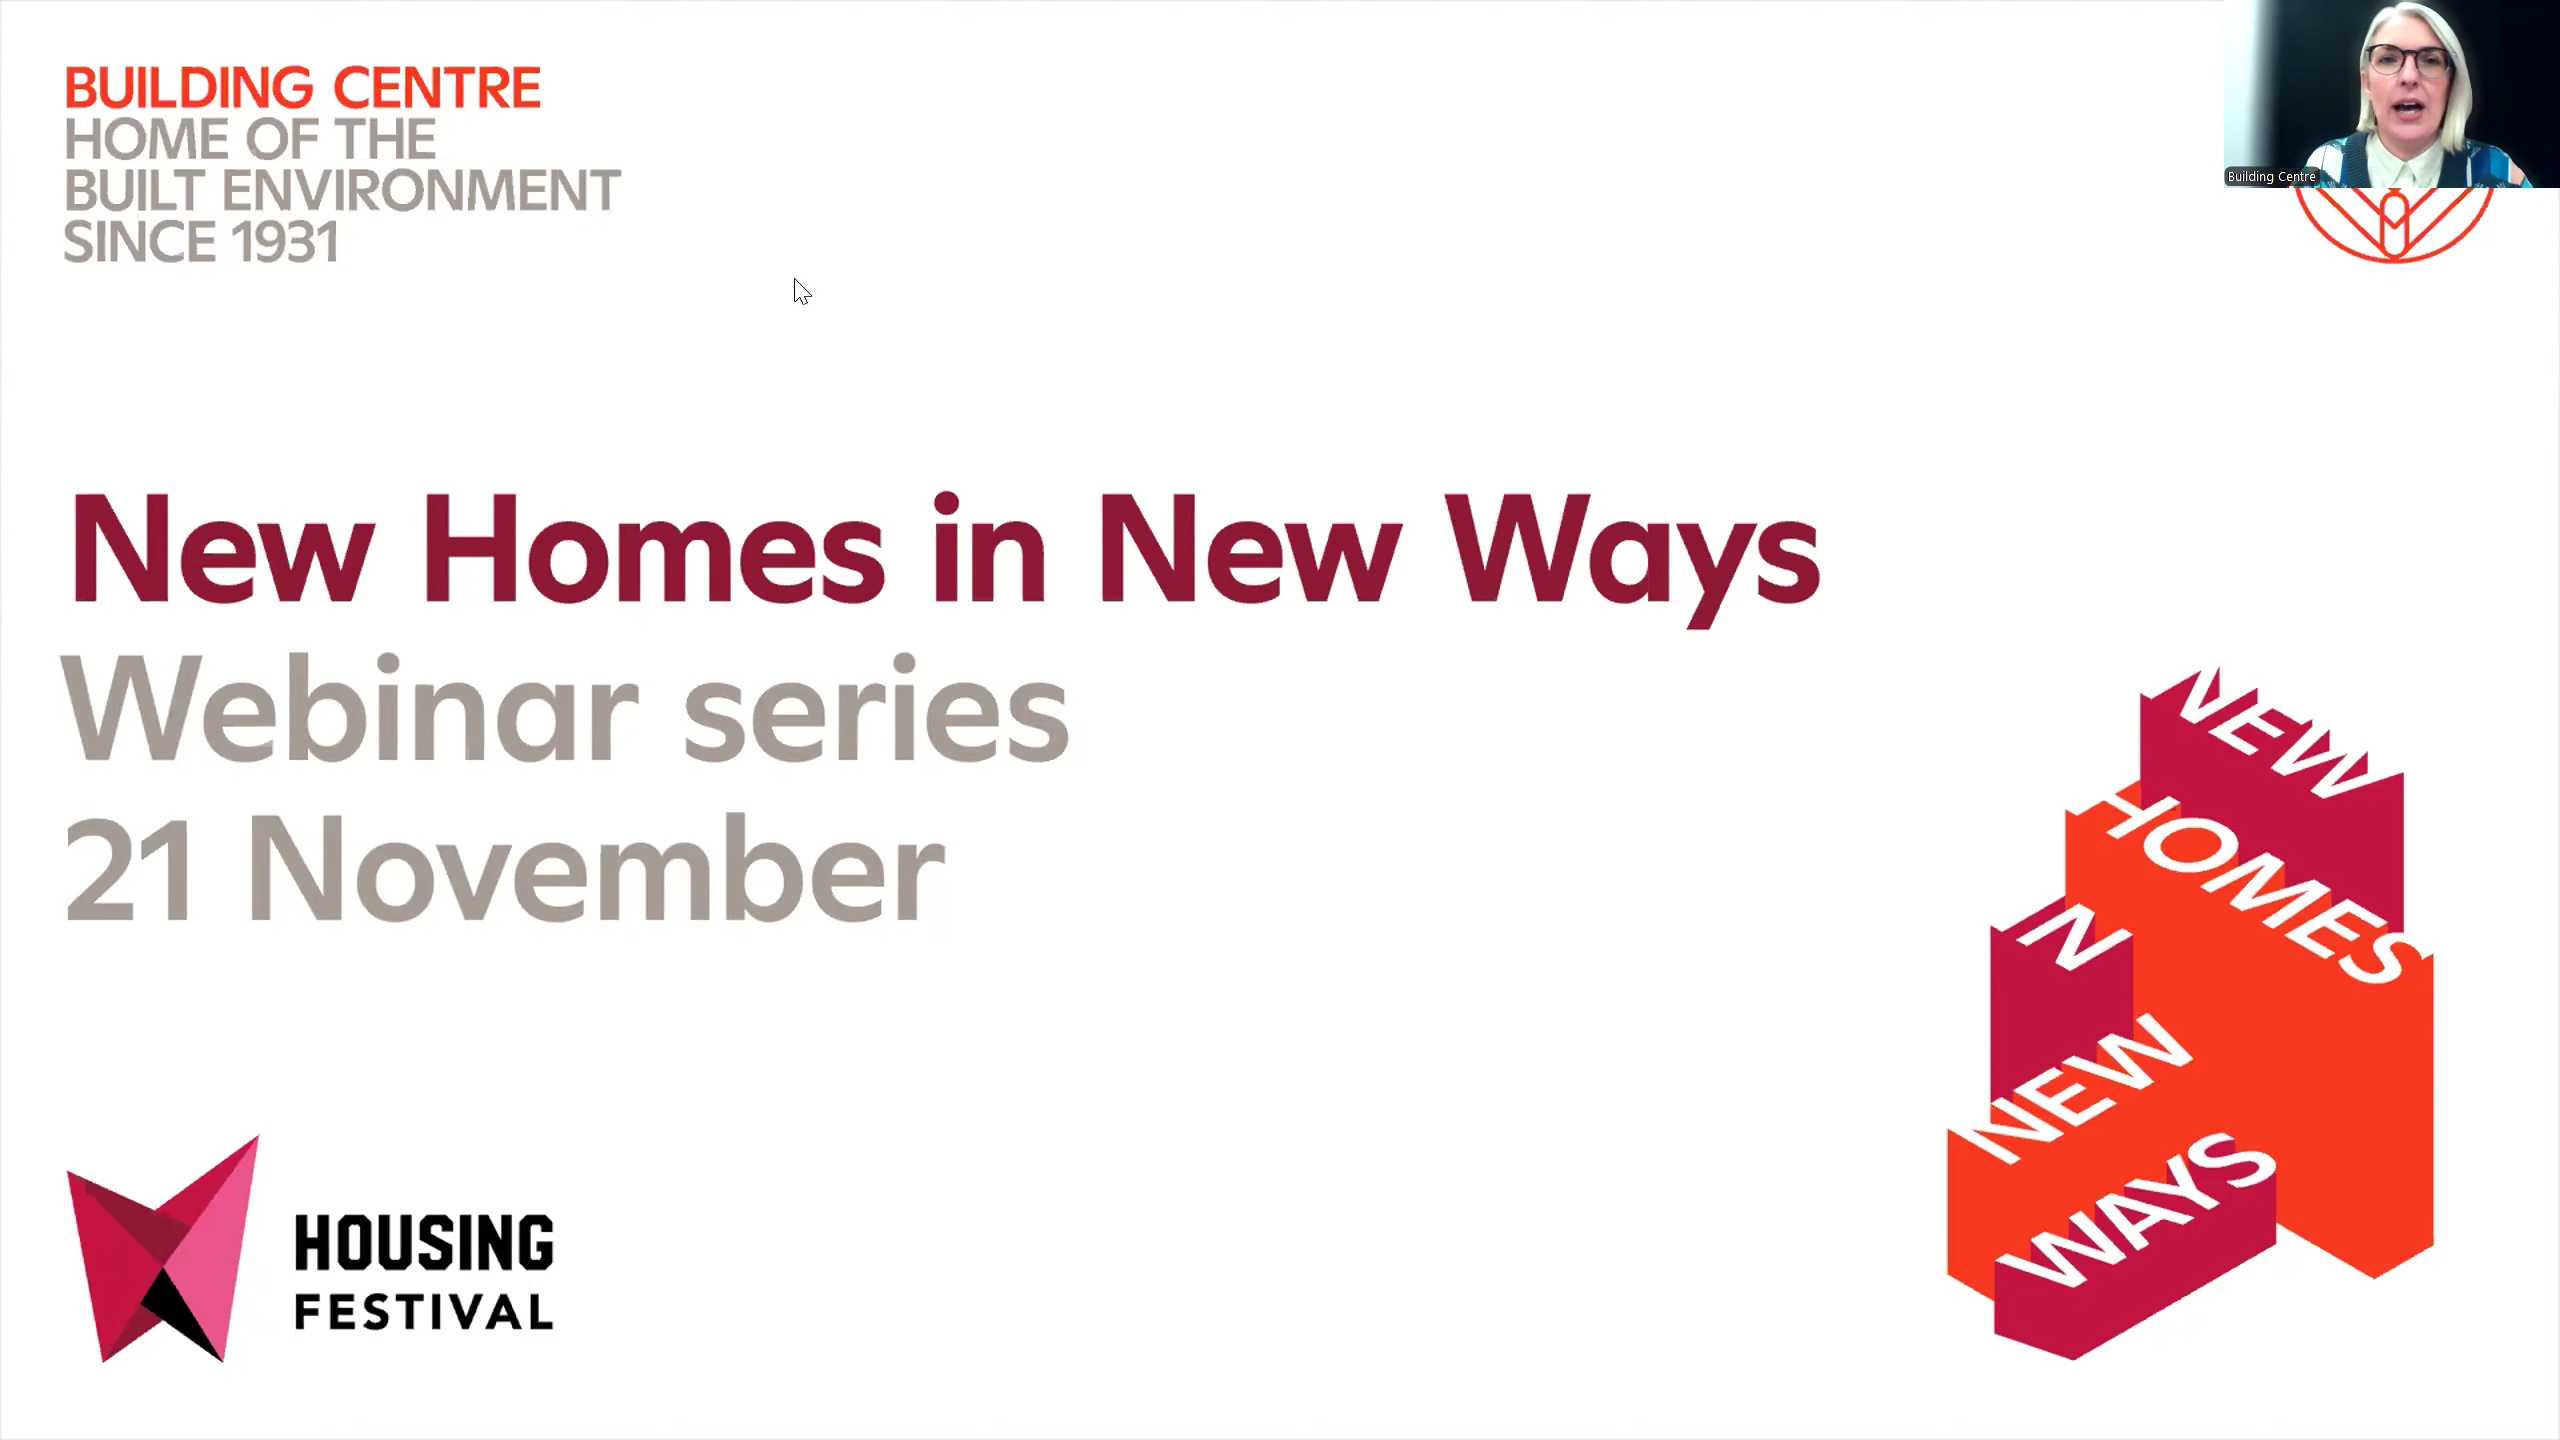 BUILDING CENTRE
HOME OF THE
BUILT ENVIRONMENT
SINCE 1931
Building Centre
New Homes in New Ways
Webinar series
21 November
NEW
HOMES
IN
NEW
WAYS
HOUSING
FESTIVAL